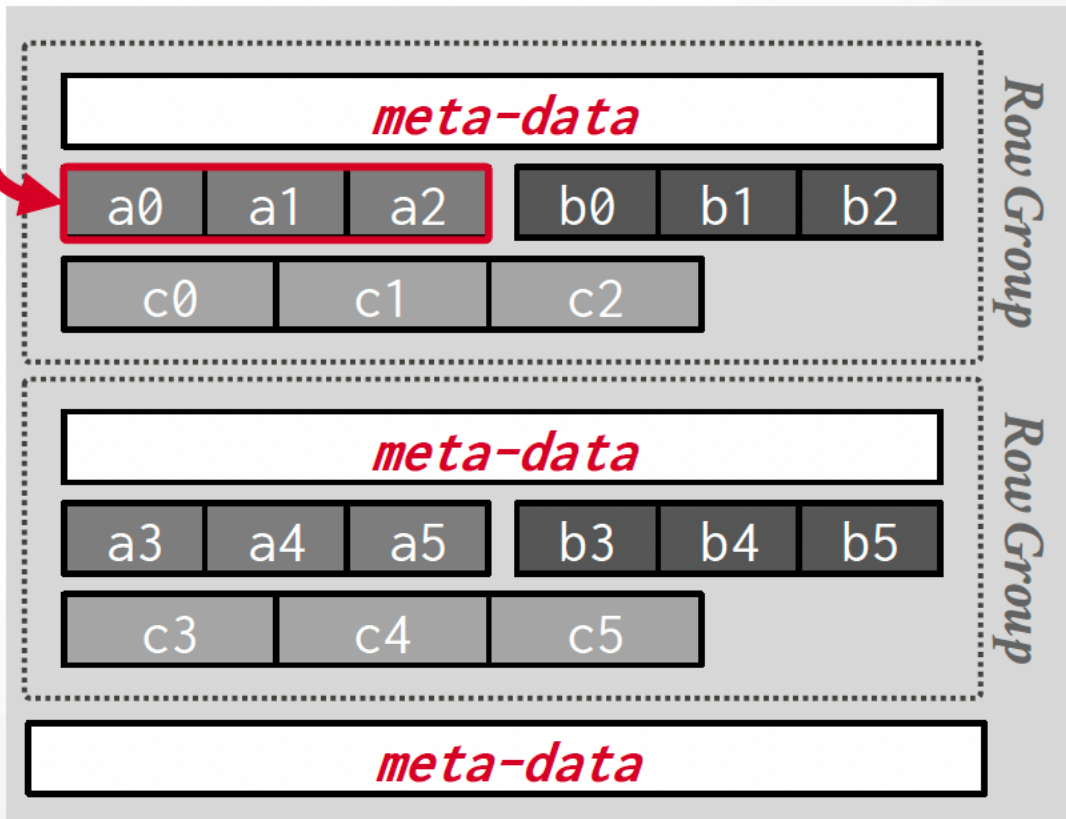 meta-data
a0 a1 a2 b0 b1 b2
c0 c1 c2
Row Group
meta-data
a3 a4 a5 b3 b4 b5
c3 c4 c5
Row Group
meta-data